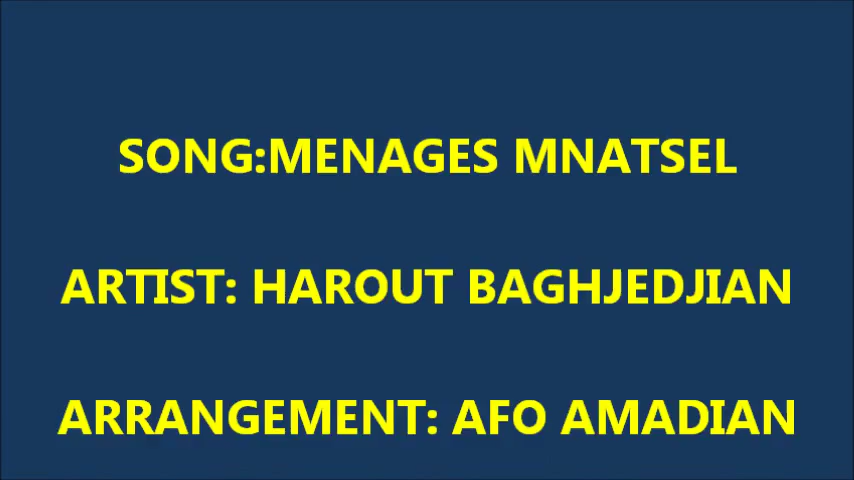 SONG:MENAGES MNATSEL
ARTIST: HAROUT BAGHJEDJIAN
ARRANGEMENT: AFO AMADIAN